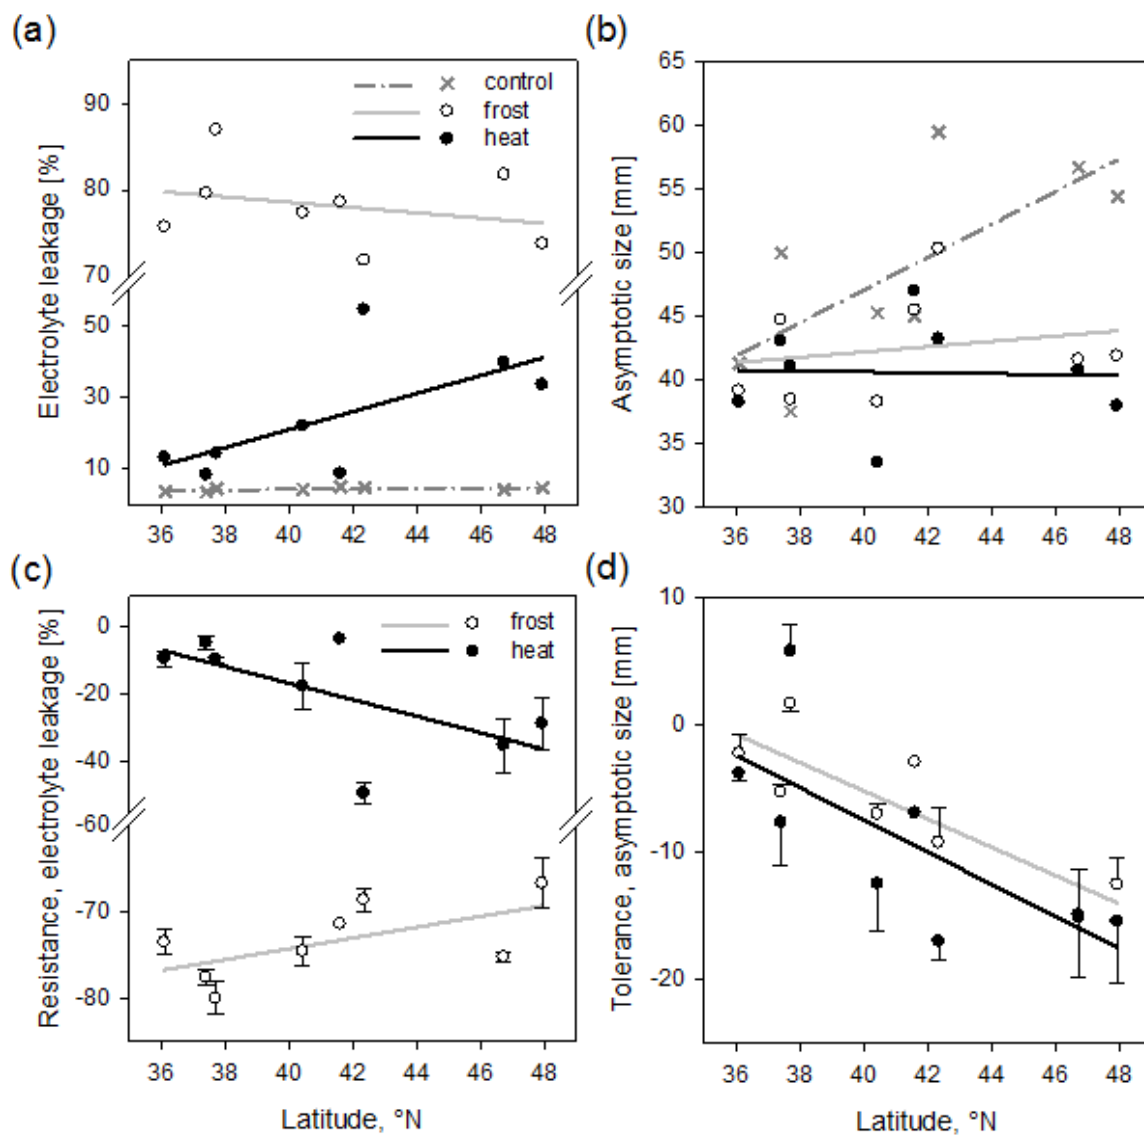 (a)
Electrolyte leakage [%]
90
80
70
50
30
10
control
frost
heat
36 38 40 42 44 46 48
(b)
Asymptotic size [mm]
65
60
55
50
45
40
35
30
36 38 40 42 44 46 48
(c)
Resistance, electrolyte leakage [%]
0
-20
-40
-60
-70
-80
frost
heat
36 38 40 42 44 46 48
Latitude, °N
(d)
Tolerance, asymptotic size [mm]
10
0
-10
-20
36 38 40 42 44 46 48
Latitude, °N